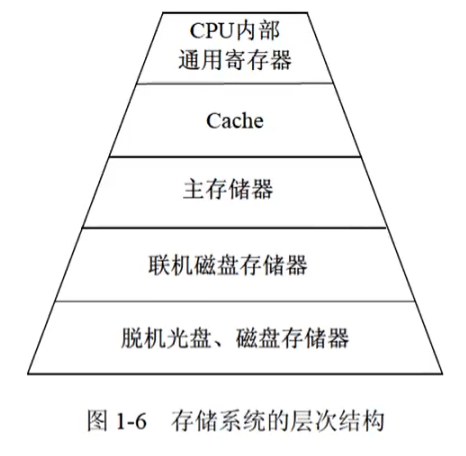 CPU内部
通用寄存器
Cache
主存储器
联机磁盘存储器
脱机光盘、磁盘存储器
图 1-6 存储系统的层次结构